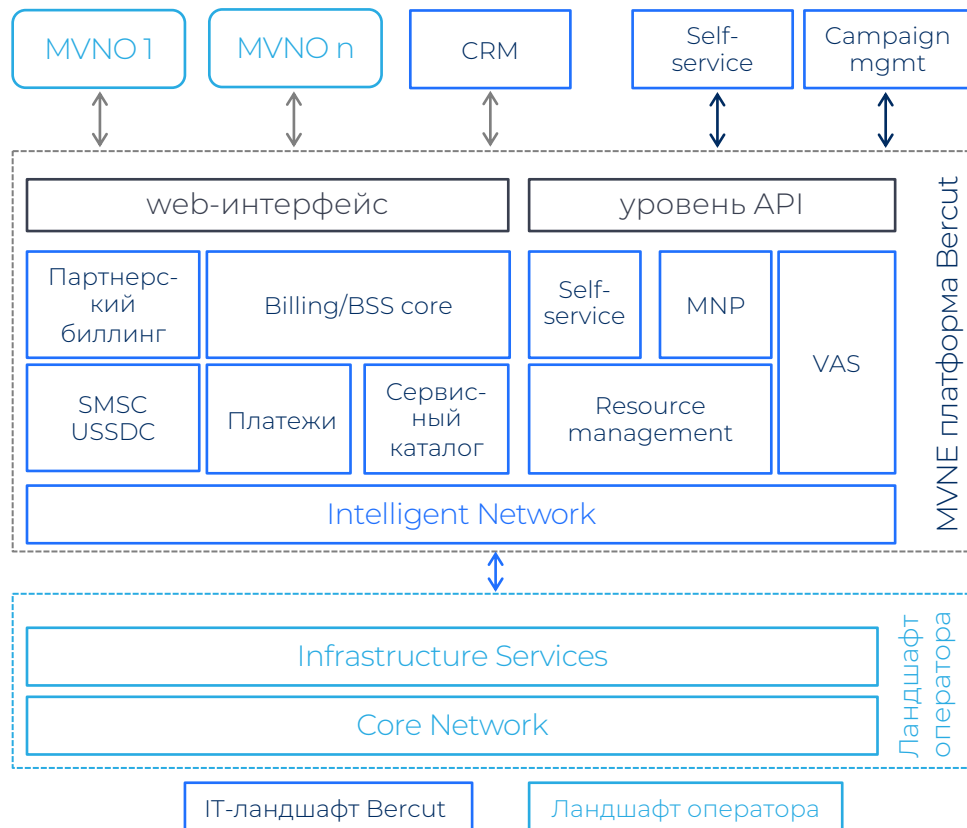 MVNO 1
MVNO n
CRM
Self-
service
Campaign
mgmt
web-интерфейс
уровень API
Партнерс-
кий
биллинг
Billing/BSS core
Self-
service
MNP
VAS
SMSC
USSDC
Платежи
Сервис-
ный
каталог
Resource
management
Intelligent Network
MVNE платформа Bercut
Infrastructure Services
Core Network
Ландшафт
оператора
IT-ландшафт Bercut
Ландшафт оператора